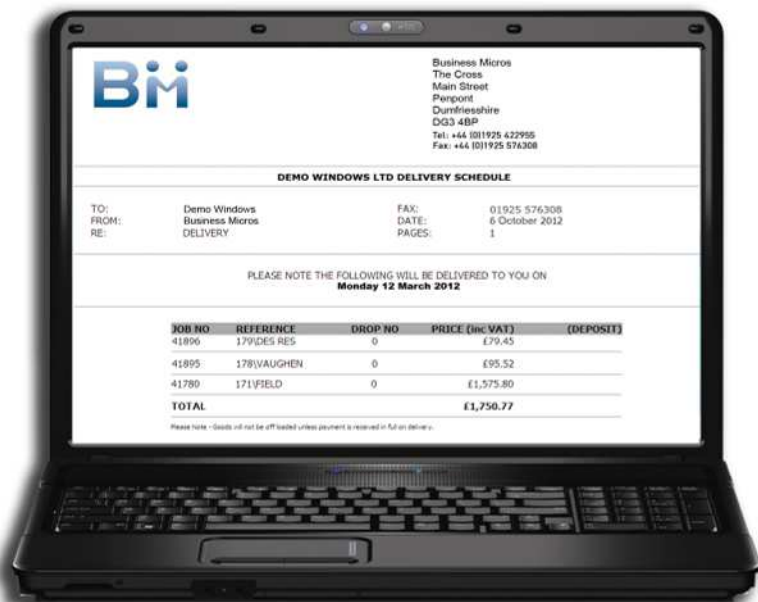 BM
Business Micros
The Cross
Main Street
Penpont
Dumfriesshire
DG3 4BP
Tel: +44 (0)1925 622955
Fax: +44 (0)1925 576308
DEMO WINDOWS LTD DELIVERY SCHEDULE
TO: Demo Windows FAX: 01925 576308
FROM: Business Micros DATE: 6 October 2012
RE: DELIVERY PAGES: 1
PLEASE NOTE THE FOLLOWING WILL BE DELIVERED TO YOU ON
Monday 12 March 2012
JOB NO REFERENCE DROP NO PRICE (inc VAT) (DEPOSIT)
41896 179\DES RES 0 £79.45
41895 178\VAUGHEN 0 £95.52
41780 171\FIELD 0 £1,575.80
TOTAL £1,750.77
Please Note - Goods will not be off loaded unless payment is received in full on delivery.